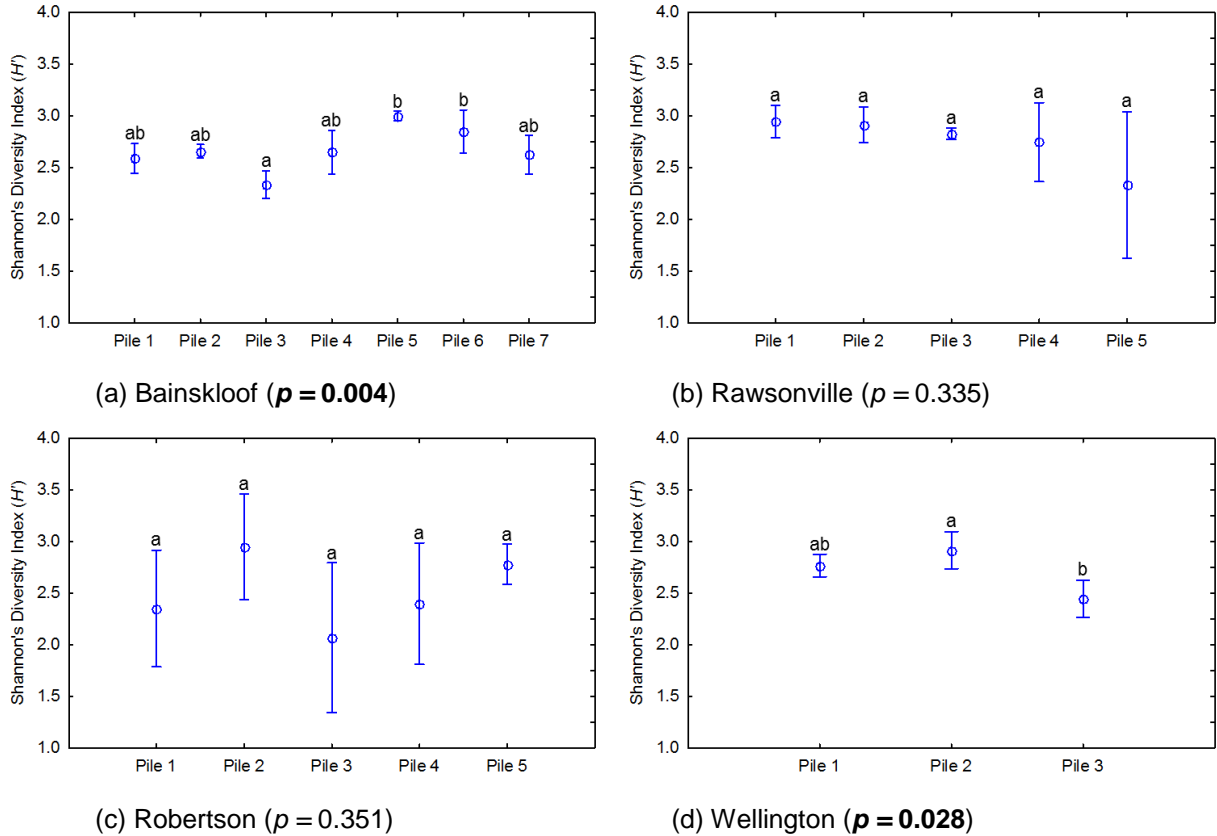 4.0
3.5
3.0
2.5
2.0
1.5
1.0
Shannon's Diversity Index (H')
ab
ab
a
ab
b
b
ab
Pile 1 Pile 2 Pile 3 Pile 4 Pile 5 Pile 6 Pile 7
(a) Bainskloof (p = 0.004)
4.0
3.5
3.0
2.5
2.0
1.5
1.0
Shannon's Diversity Index (H')
a
a
a
a
a
Pile 1 Pile 2 Pile 3 Pile 4 Pile 5
(b) Rawsonville (p = 0.335)
4.0
3.5
3.0
2.5
2.0
1.5
1.0
Shannon's Diversity Index (H')
a
a
a
a
a
Pile 1 Pile 2 Pile 3 Pile 4 Pile 5
(c) Robertson (p = 0.351)
4.0
3.5
3.0
2.5
2.0
1.5
1.0
Shannon's Diversity Index (H')
ab
a
b
Pile 1 Pile 2 Pile 3
(d) Wellington (p = 0.028)